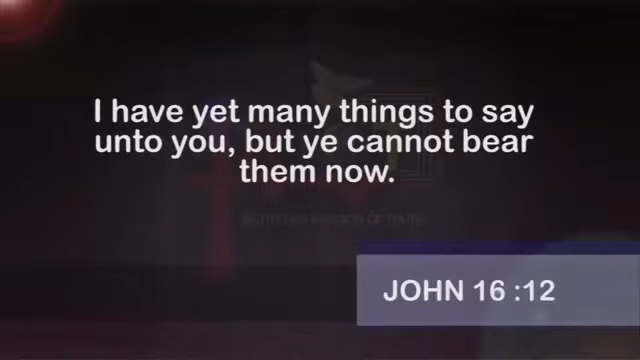 I have yet many things to say
unto you, but ye cannot bear
them now.
JOHN 16 :12